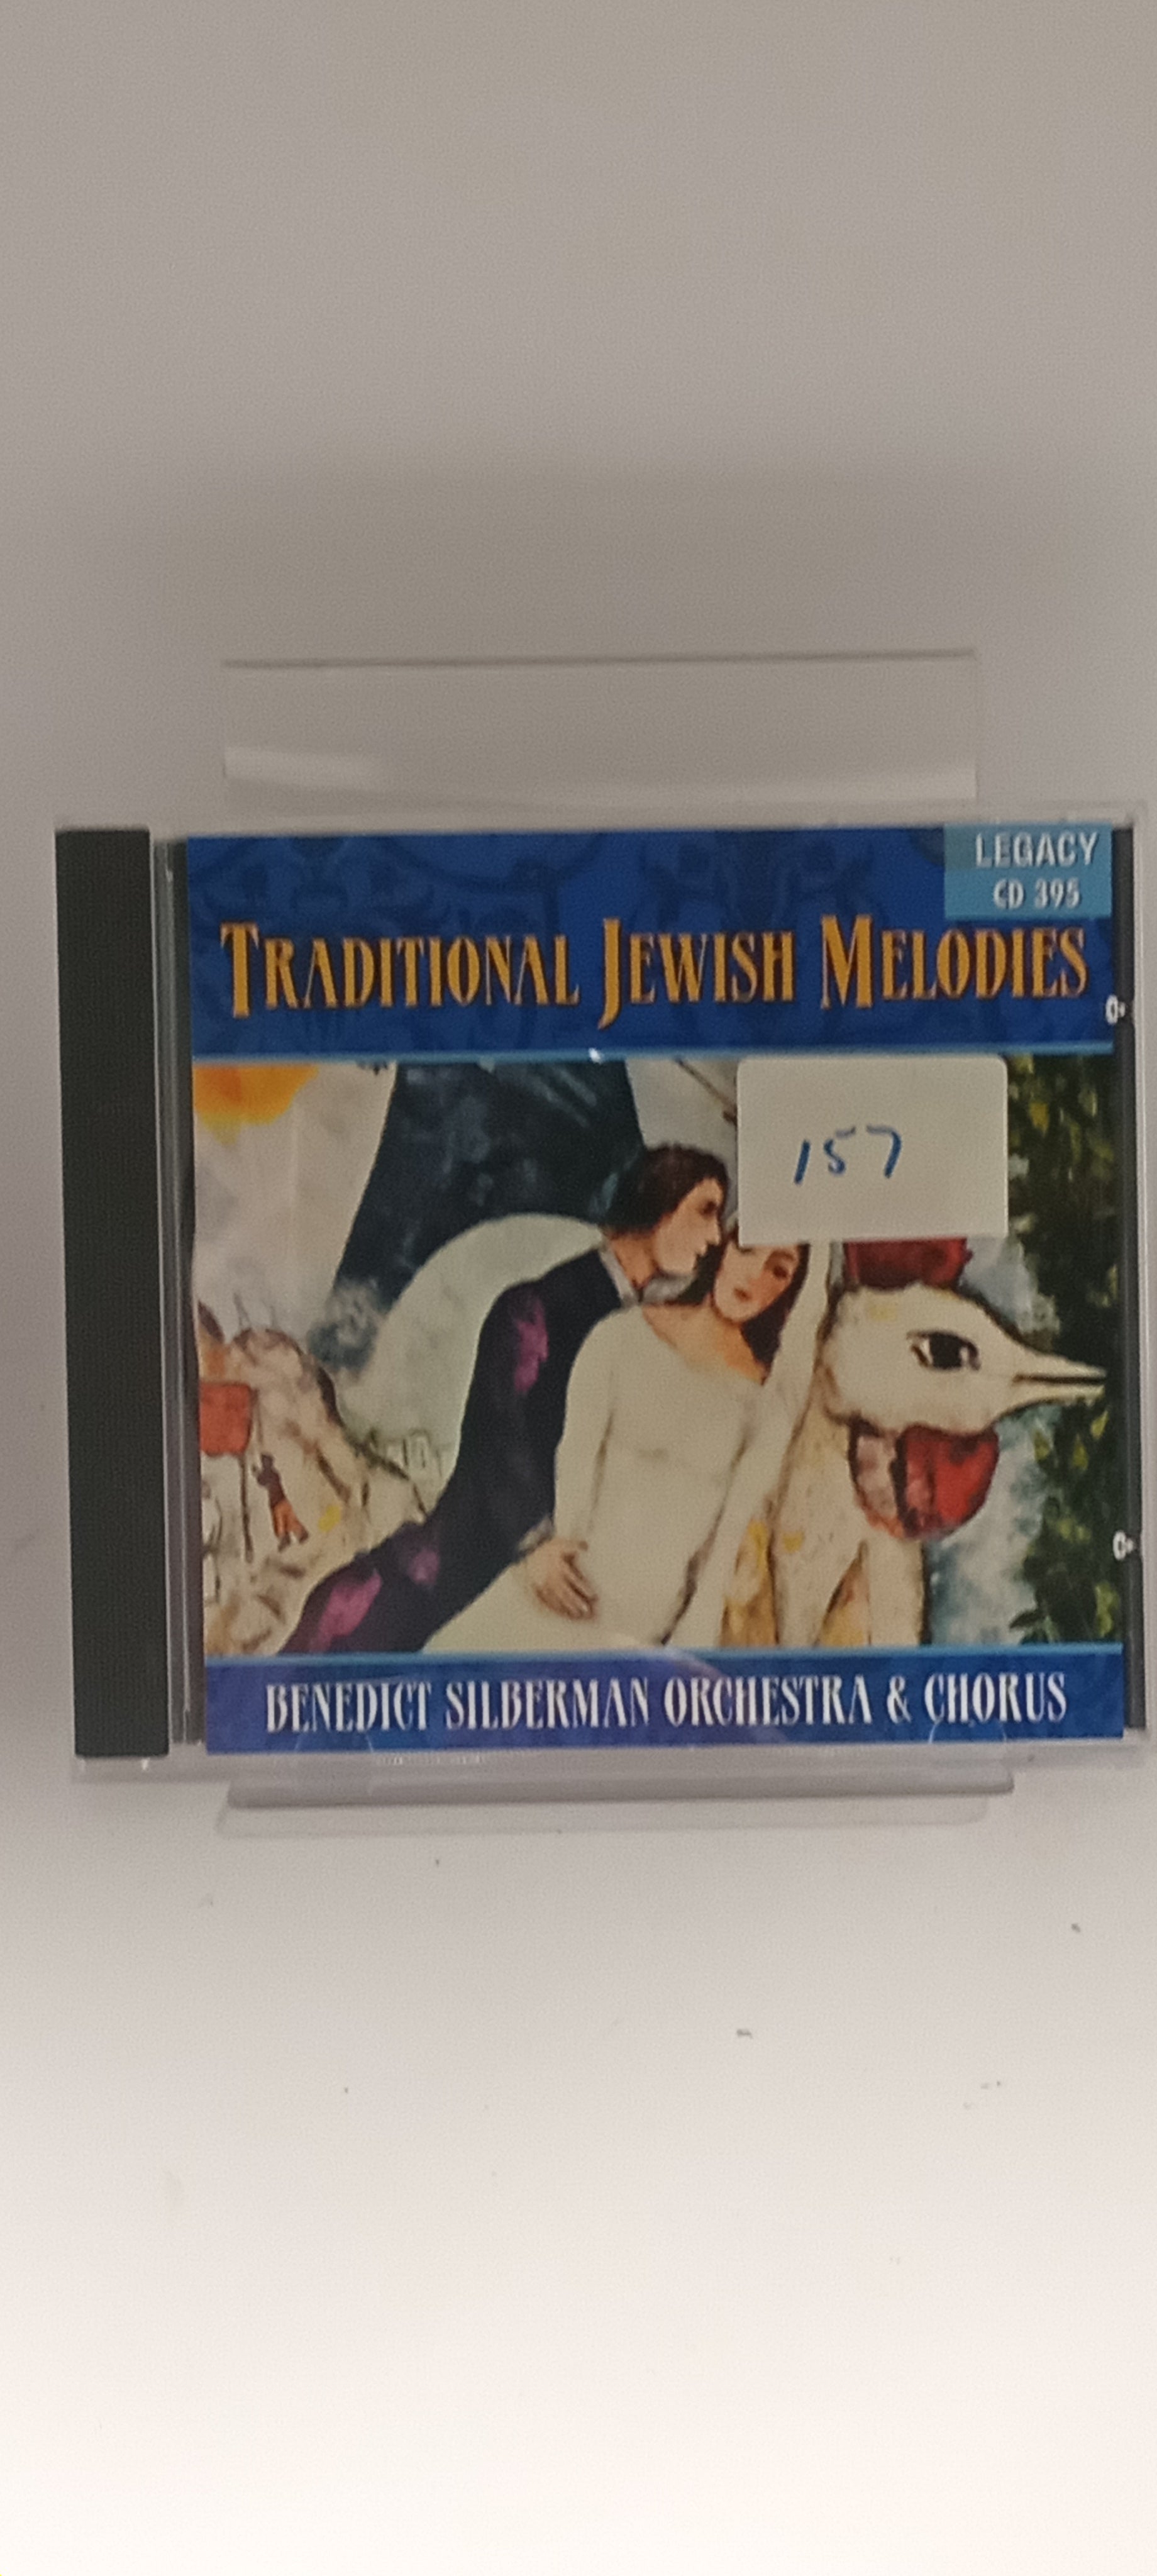 LEGACY
CD 395
TRADITIONAL JEWISH MELODIES
157
BENEDICT SILBERMAN ORCHESTRA & CHORUS